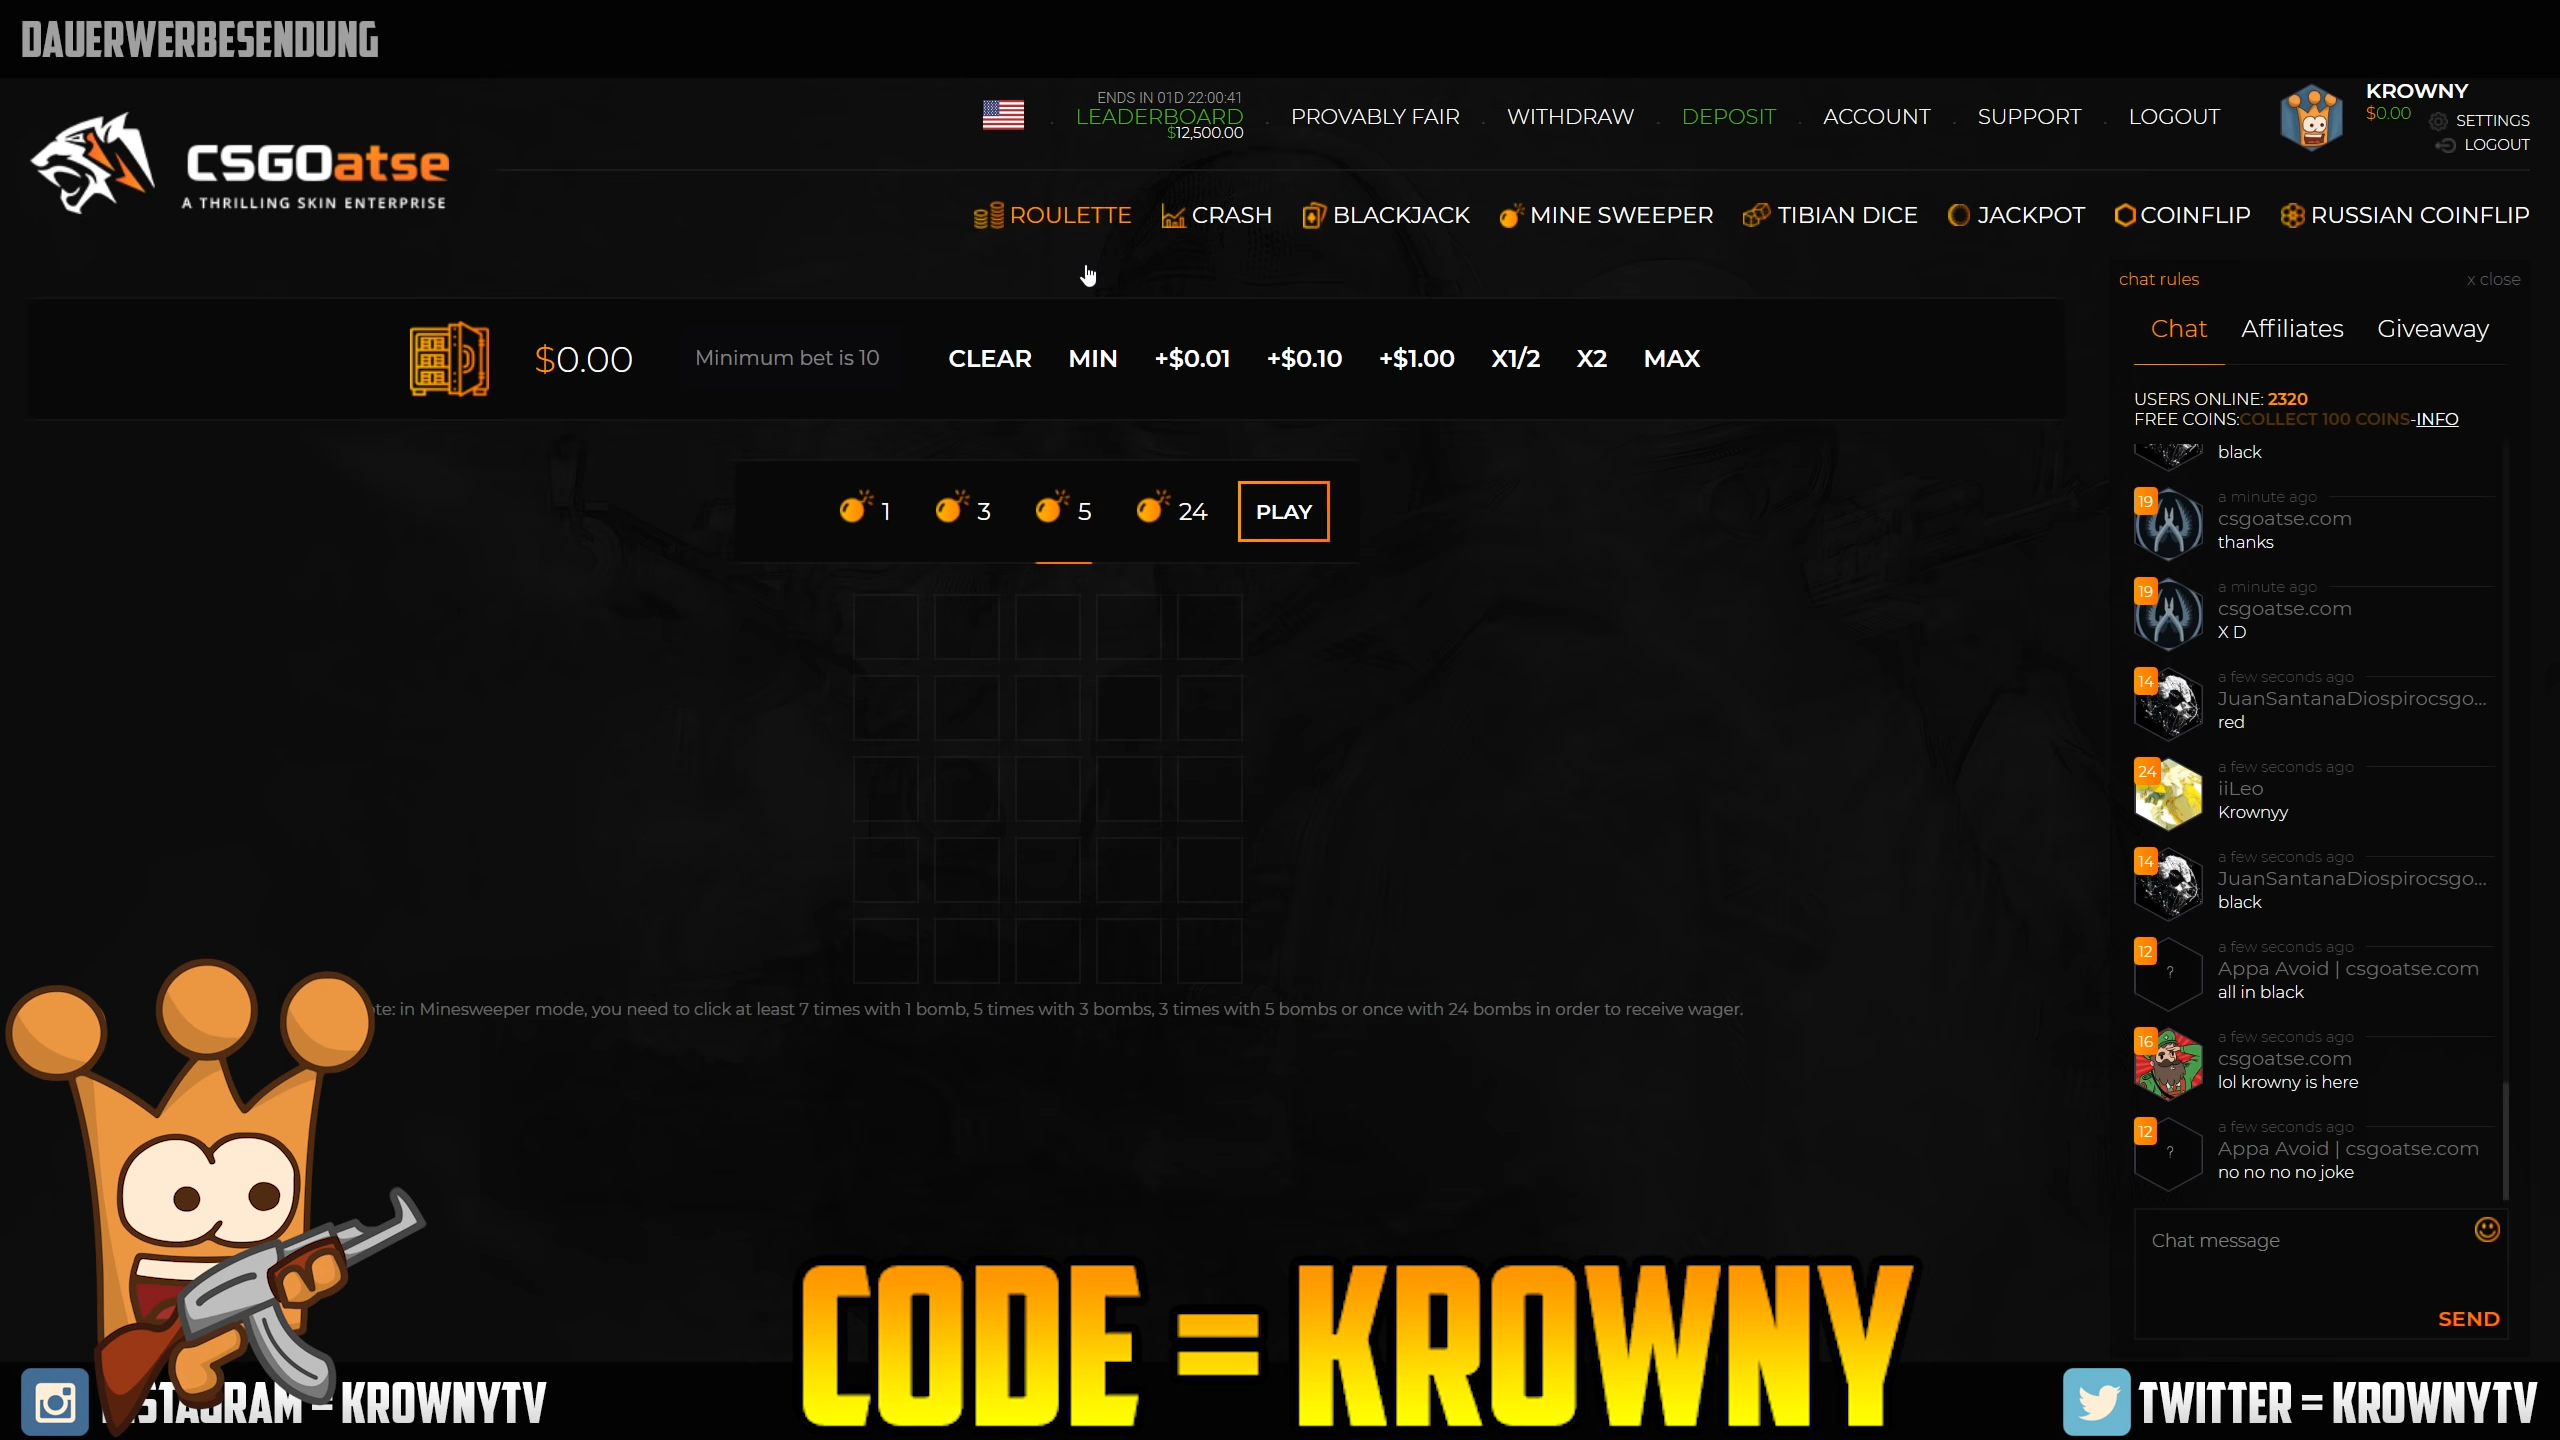 DAUERWERBESENDUNG
CSGOatse
A THRILLING SKIN ENTERPRISE
ENDS IN 01D 22:00:41
LEADERBOARD
$12,500.00
PROVABLY FAIR
WITHDRAW
DEPOSIT
ACCOUNT
SUPPORT
LOGOUT
KROWNY
$0.00
SETTINGS
LOGOUT
ROULETTE
CRASH
BLACKJACK
MINE SWEEPER
TIBIAN DICE
JACKPOT
COINFLIP
RUSSIAN COINFLIP
$0.00
Minimum bet is 10
CLEAR
MIN
+$0.01
+$0.10
+$1.00
X1/2
X2
MAX
1
3
5
24
PLAY
in Minesweeper mode, you need to click at least 7 times with 1 bomb, 5 times with 3 bombs, 3 times with 5 bombs or once with 24 bombs in order to receive wager.
chat rules
x close
Chat
Affiliates
Giveaway
USERS ONLINE: 2320
FREE COINS:COLLECT 100 COINS-INFO
black
19
a minute ago
csgoatse.com
thanks
19
a minute ago
csgoatse.com
X D
14
a few seconds ago
JuanSantanaDiospirocsgo...
red
24
a few seconds ago
iiLeo
Krownyy
14
a few seconds ago
JuanSantanaDiospirocsgo...
black
12
a few seconds ago
?
Appa Avoid | csgoatse.com
all in black
16
a few seconds ago
csgoatse.com
lol krowny is here
12
a few seconds ago
?
Appa Avoid | csgoatse.com
no no no no joke
Chat message
SEND
CODE = KROWNY
= KROWNYTV
TWITTER = KROWNYTV